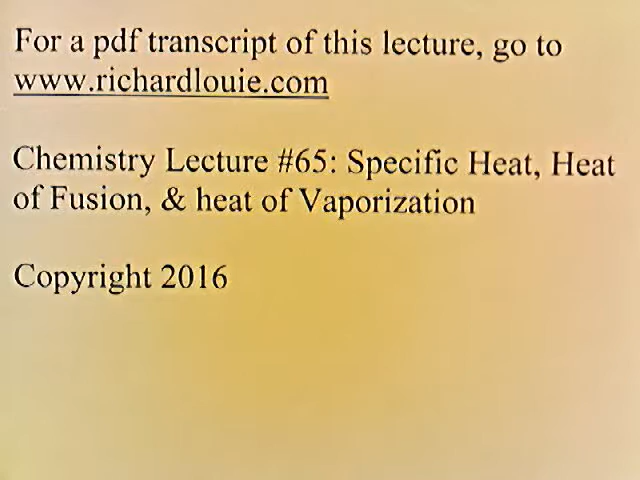 For a pdf transcript of this lecture, go to
www.richardlouie.com
Chemistry Lecture #65: Specific Heat, Heat
of Fusion, & heat of Vaporization
Copyright 2016